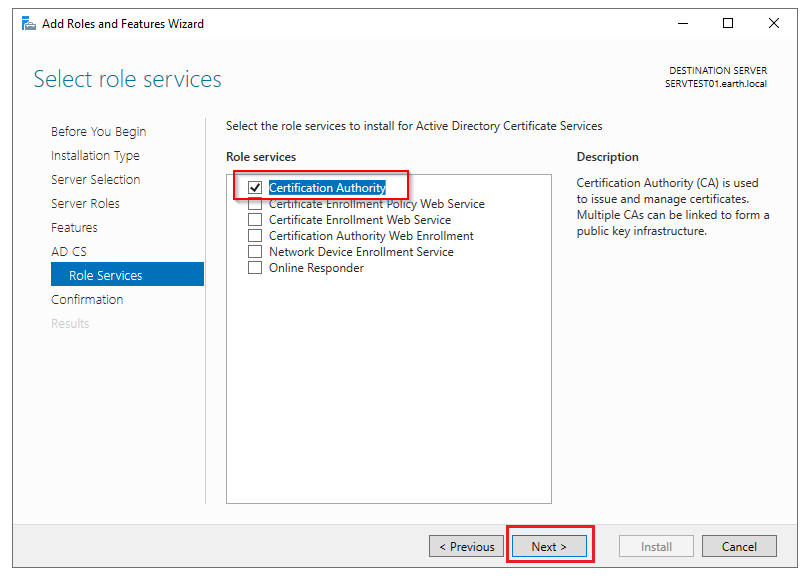 Add Roles and Features Wizard
Select role services
DESTINATION SERVER
SERVTEST01.earth.local
Before You Begin
Installation Type
Server Selection
Server Roles
Features
AD CS
Role Services
Confirmation
Results
Select the role services to install for Active Directory Certificate Services
Role services
Certification Authority
Certificate Enrollment Policy Web Service
Certificate Enrollment Web Service
Certification Authority Web Enrollment
Network Device Enrollment Service
Online Responder
Description
Certification Authority (CA) is used
to issue and manage certificates.
Multiple CAs can be linked to form a
public key infrastructure.
< Previous
Next >
Install
Cancel